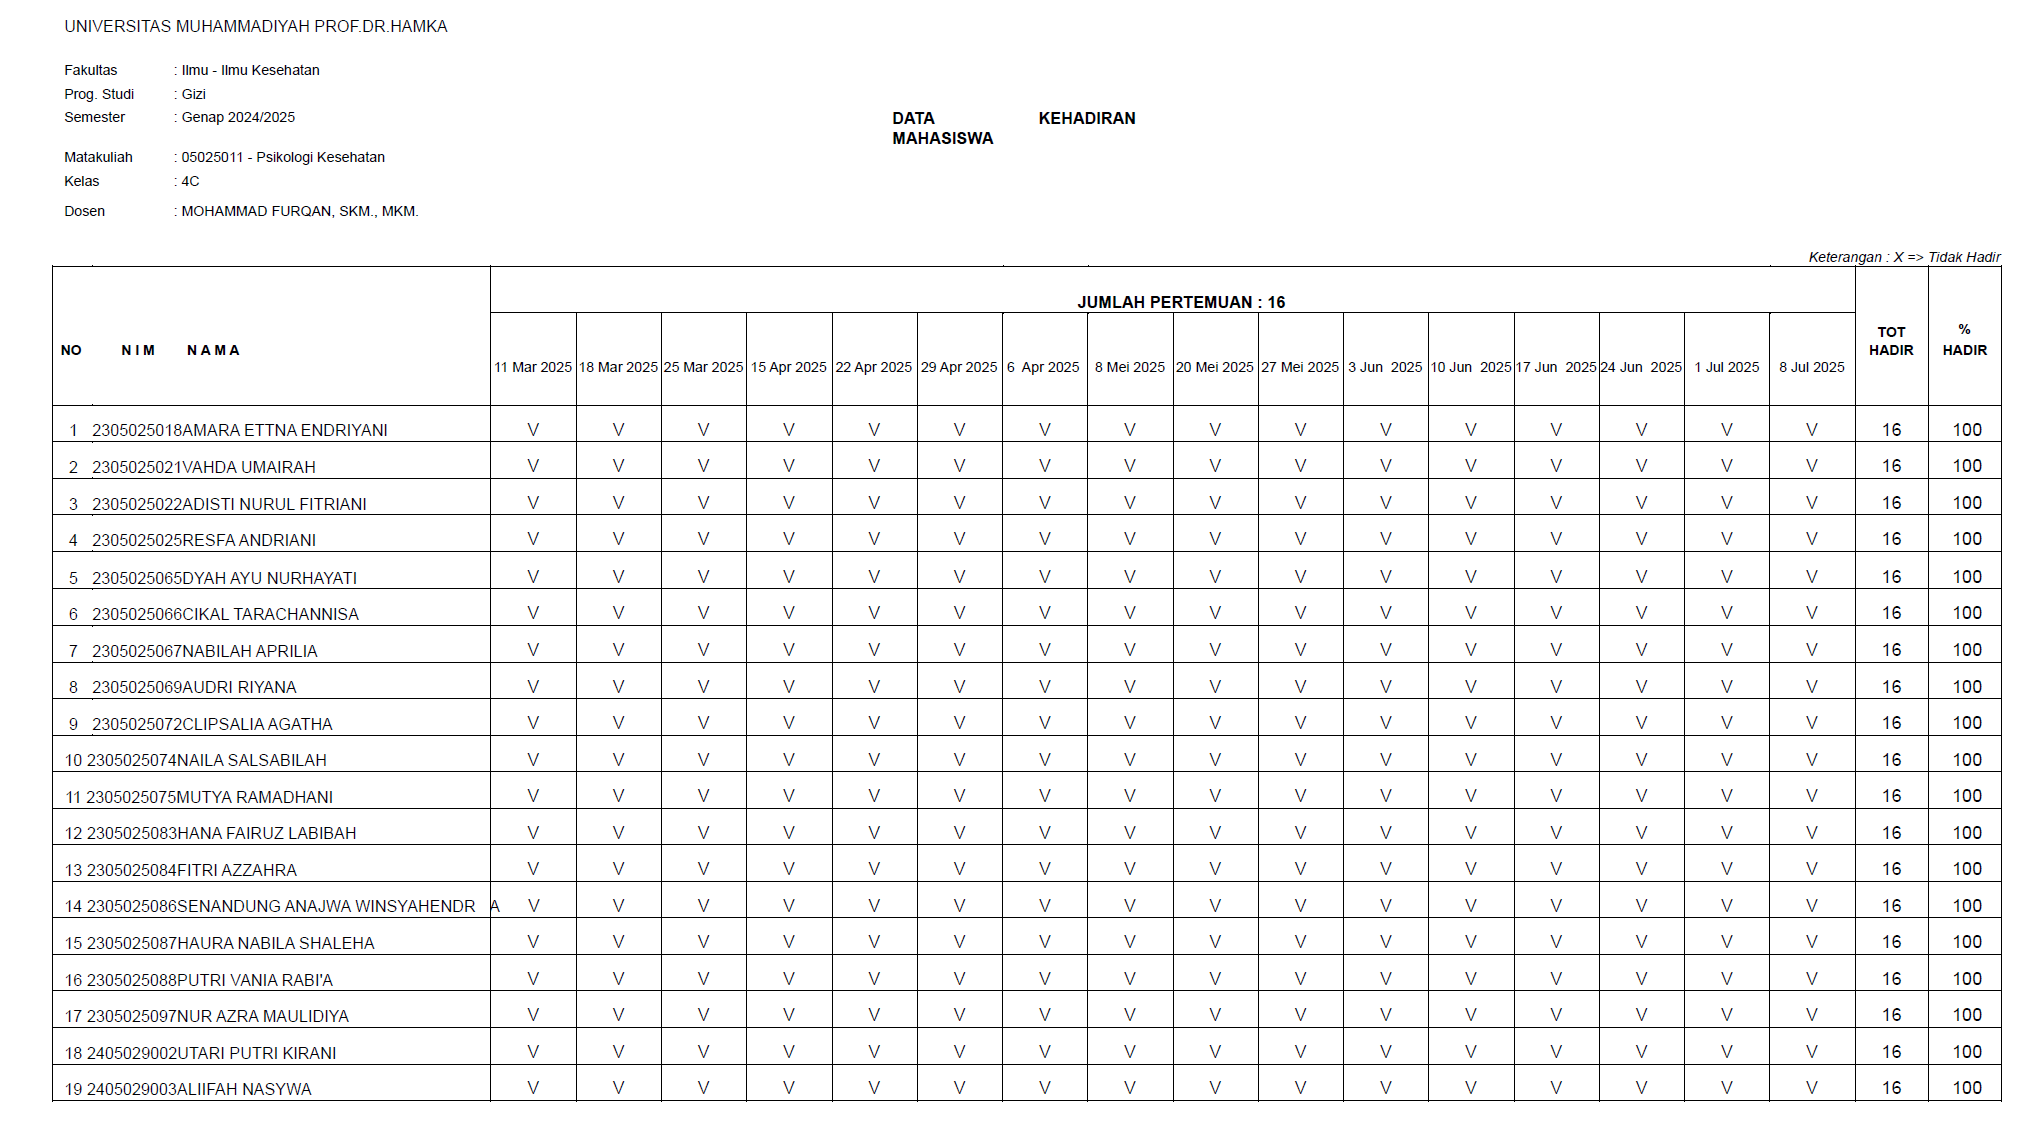 UNIVERSITAS MUHAMMADIYAH PROF.DR.HAMKA
Fakultas : Ilmu - Ilmu Kesehatan
Prog. Studi : Gizi
Semester : Genap 2024/2025
DATA KEHADIRAN
MAHASISWA
Matakuliah : 05025011 - Psikologi Kesehatan
Kelas : 4C
Dosen : MOHAMMAD FURQAN, SKM., MKM.
Keterangan : X => Tidak Hadir
JUMLAH PERTEMUAN : 16
NO N I M N A M A 11 Mar 2025 18 Mar 2025 25 Mar 2025 15 Apr 2025 22 Apr 2025 29 Apr 2025 6 Apr 2025 8 Mei 2025 20 Mei 2025 27 Mei 2025 3 Jun 2025 10 Jun 2025 17 Jun 2025 24 Jun 2025 1 Jul 2025 8 Jul 2025 TOT HADIR % HADIR
1 2305025018AMARA ETTNA ENDRIYANI V V V V V V V V V V V V V V V V 16 100
2 2305025021VAHDA UMAIRAH V V V V V V V V V V V V V V V V 16 100
3 2305025022ADISTI NURUL FITRIANI V V V V V V V V V V V V V V V V 16 100
4 2305025025RESFA ANDRIANI V V V V V V V V V V V V V V V V 16 100
5 2305025065DYAH AYU NURHAYATI V V V V V V V V V V V V V V V V 16 100
6 2305025066CIKAL TARACHANNISA V V V V V V V V V V V V V V V V 16 100
7 2305025067NABILAH APRILIA V V V V V V V V V V V V V V V V 16 100
8 2305025069AUDRI RIYANA V V V V V V V V V V V V V V V V 16 100
9 2305025072CLIPSALIA AGATHA V V V V V V V V V V V V V V V V 16 100
10 2305025074NAILA SALSABILAH V V V V V V V V V V V V V V V V 16 100
11 2305025075MUTYA RAMADHANI V V V V V V V V V V V V V V V V 16 100
12 2305025083HANA FAIRUZ LABIBAH V V V V V V V V V V V V V V V V 16 100
13 2305025084FITRI AZZAHRA V V V V V V V V V V V V V V V V 16 100
14 2305025086SENANDUNG ANAJWA WINSYAHENDR A V V V V V V V V V V V V V V V V 16 100
15 2305025087HAURA NABILA SHALEHA V V V V V V V V V V V V V V V V 16 100
16 2305025088PUTRI VANIA RABI'A V V V V V V V V V V V V V V V V 16 100
17 2305025097NUR AZRA MAULIDIYA V V V V V V V V V V V V V V V V 16 100
18 2405029002UTARI PUTRI KIRANI V V V V V V V V V V V V V V V V 16 100
19 2405029003ALIIFAH NASYWA V V V V V V V V V V V V V V V V 16 100